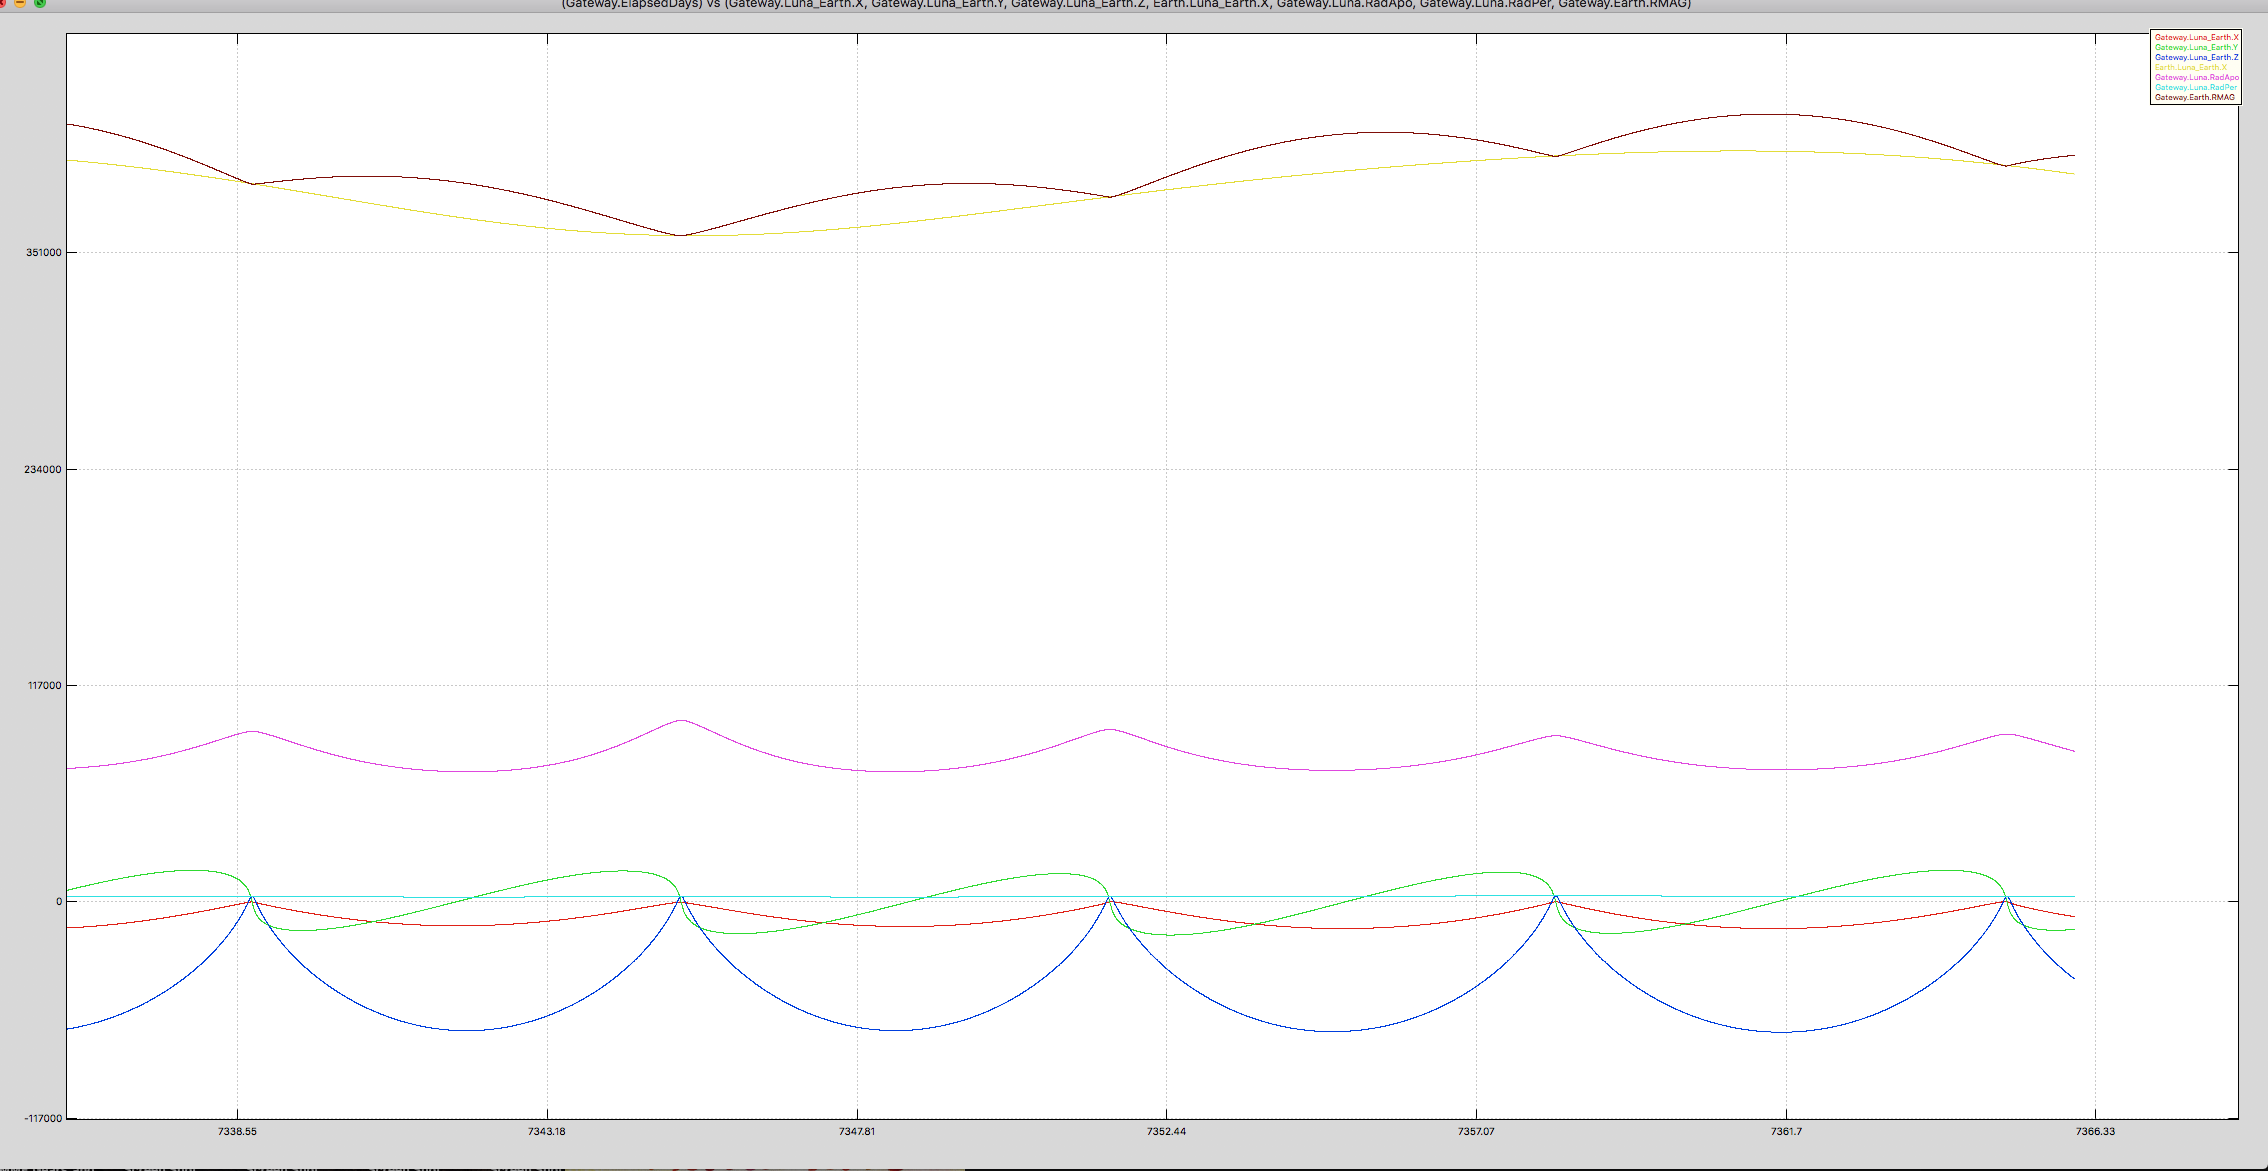 (Gateway.ElapsedDays) vs (Gateway.Luna_Earth.X, Gateway.Luna_Earth.Y, Gateway.Luna_Earth.Z, Earth.Luna_Earth.X, Gateway.Luna.RadApo, Gateway.Luna.RadPer, Gateway.Earth.RMAG)
Gateway.Luna_Earth.X
Gateway.Luna_Earth.Y
Gateway.Luna_Earth.Z
Earth.Luna_Earth.X
Gateway.Luna.RadApo
Gateway.Luna.RadPer
Gateway.Earth.RMAG
351000
234000
117000
0
-117000
7338.55 7343.18 7347.81 7352.44 7357.07 7361.7 7366.33